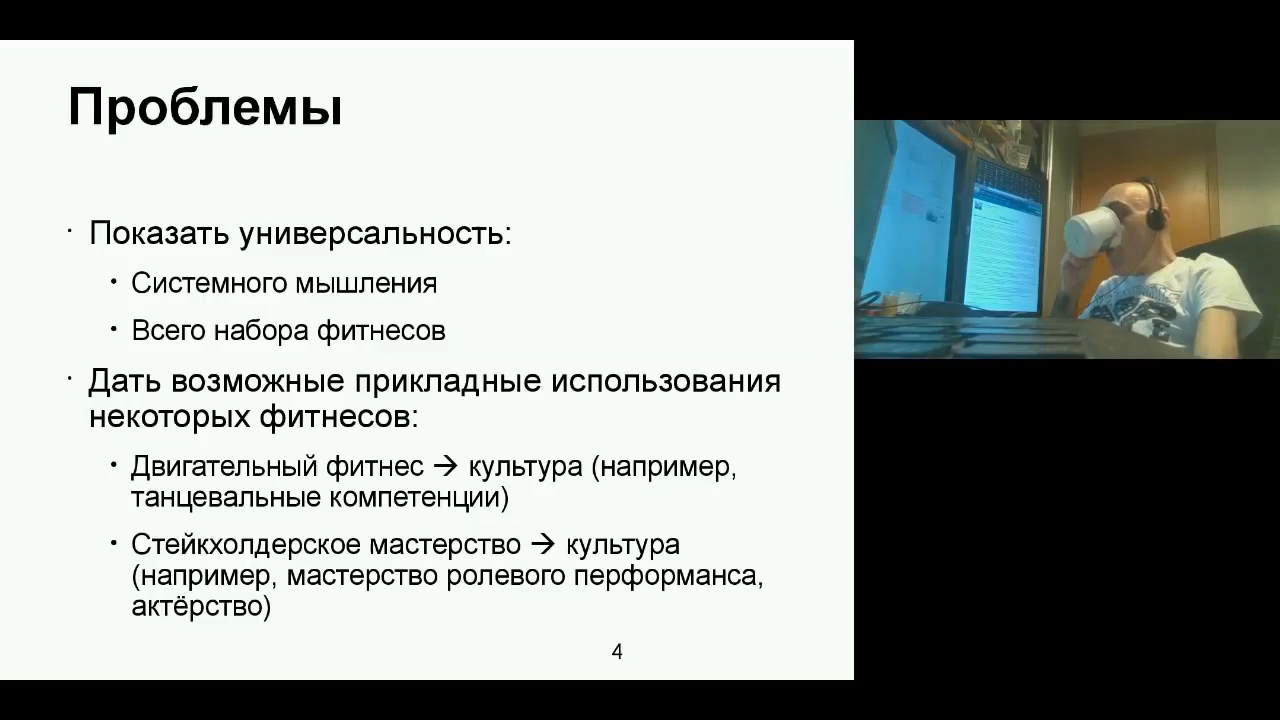 Проблемы
· Показать универсальность:
• Системного мышления
• Всего набора фитнесов
· Дать возможные прикладные использования
некоторых фитнесов:
• Двигательный фитнес → культура (например,
танцевальные компетенции)
• Стейкхолдерское мастерство → культура
(например, мастерство ролевого перформанса,
актёрство)
4